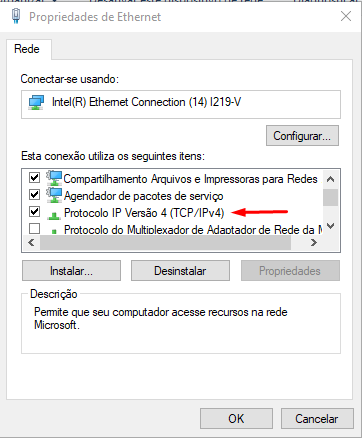 Propriedades de Ethernet
Rede
Conectar-se usando:
Intel(R) Ethernet Connection (14) I219-V
Configurar...
Esta conexão utiliza os seguintes itens:
Compartilhamento Arquivos e Impressoras para Redes
Agendador de pacotes de serviço
Protocolo IP Versão 4 (TCP/IPv4)
Protocolo do Multiplexador de Adaptador de Rede da M
Instalar...
Desinstalar
Propriedades
Descrição
Permite que seu computador acesse recursos na rede
Microsoft.
OK
Cancelar